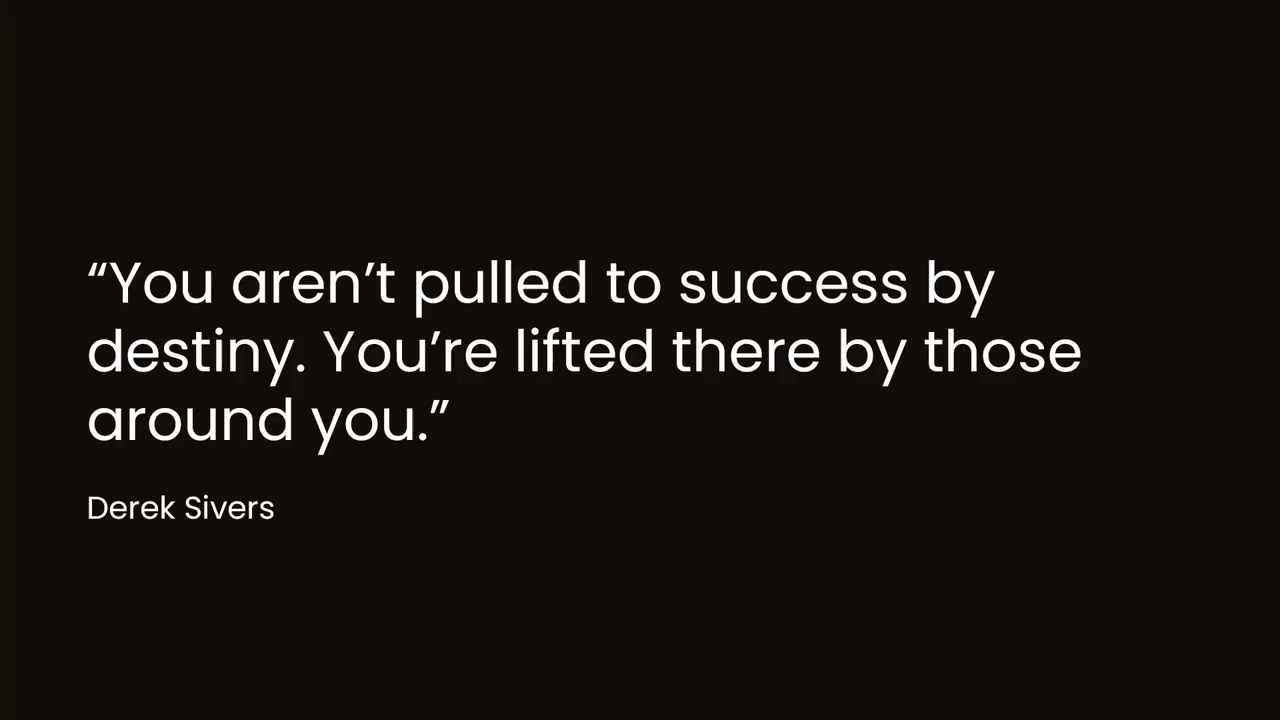 “You aren’t pulled to success by
destiny. You’re lifted there by those
around you.”
Derek Sivers